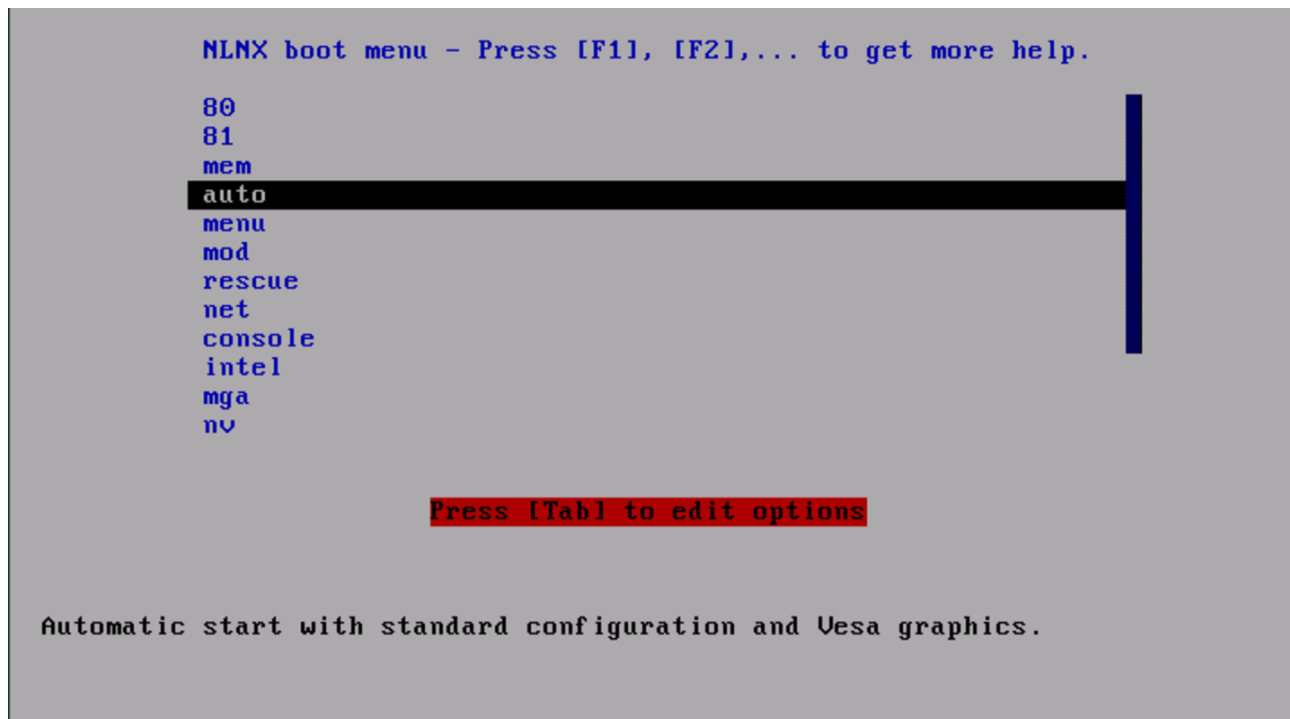 NLNX boot menu - Press [F1], [F2],... to get more help.
80
81
mem
auto
menu
mod
rescue
net
console
intel
mga
nv
Press [Tab] to edit options
Automatic start with standard configuration and Vesa graphics.